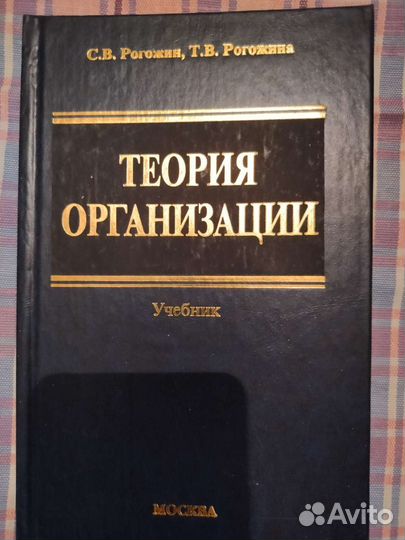 С.В. Рогожин, Т.В. Рогожина
ТЕОРИЯ
ОРГАНИЗАЦИИ
Учебник
МОСКВА
Avito